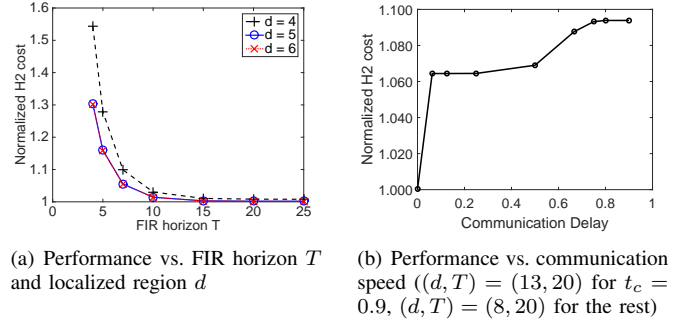 1.6
1.5
1.4
1.3
1.2
1.1
1
Normalized H2 cost
0 5 10 15 20 25
FIR horizon T
d = 4
d = 5
d = 6
1.100
1.080
1.060
1.040
1.020
1.000
Normalized H2 cost
0 0.2 0.4 0.6 0.8 1
Communication Delay
(a) Performance vs. FIR horizon T
and localized region d
(b) Performance vs. communication
speed ((d, T) = (13, 20) for t_c =
0.9, (d, T) = (8, 20) for the rest)